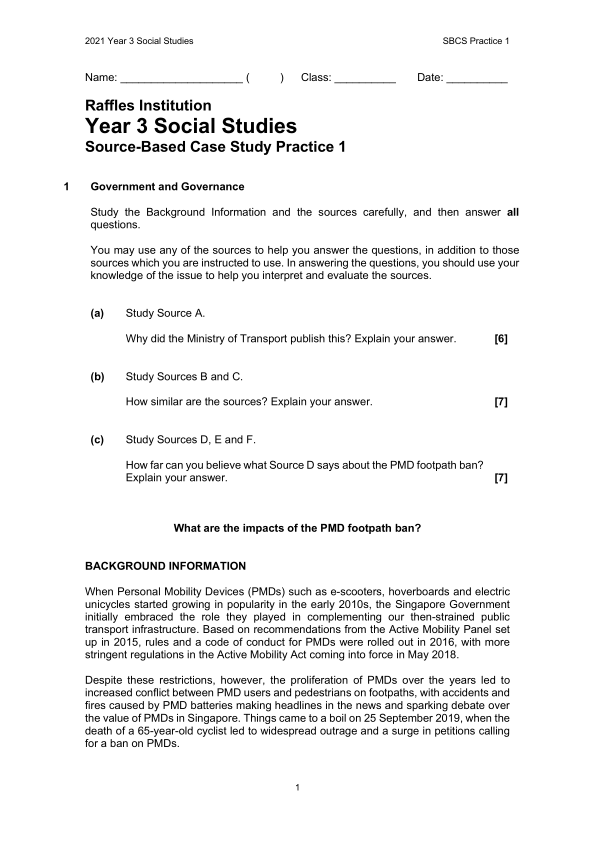 2021 Year 3 Social Studies SBCS Practice 1
Name: ____________________ ( ) Class: __________ Date: __________
Raffles Institution
Year 3 Social Studies
Source-Based Case Study Practice 1
1 Government and Governance
Study the Background Information and the sources carefully, and then answer all
questions.
You may use any of the sources to help you answer the questions, in addition to those
sources which you are instructed to use. In answering the questions, you should use your
knowledge of the issue to help you interpret and evaluate the sources.
(a) Study Source A.
Why did the Ministry of Transport publish this? Explain your answer. [6]
(b) Study Sources B and C.
How similar are the sources? Explain your answer. [7]
(c) Study Sources D, E and F.
How far can you believe what Source D says about the PMD footpath ban?
Explain your answer. [7]
What are the impacts of the PMD footpath ban?
BACKGROUND INFORMATION
When Personal Mobility Devices (PMDs) such as e-scooters, hoverboards and electric
unicycles started growing in popularity in the early 2010s, the Singapore Government
initially embraced the role they played in complementing our then-strained public
transport infrastructure. Based on recommendations from the Active Mobility Panel set
up in 2015, rules and a code of conduct for PMDs were rolled out in 2016, with more
stringent regulations in the Active Mobility Act coming into force in May 2018.
Despite these restrictions, however, the proliferation of PMDs over the years led to
increased conflict between PMD users and pedestrians on footpaths, with accidents and
fires caused by PMD batteries making headlines in the news and sparking debate over
the value of PMDs in Singapore. Things came to a boil on 25 September 2019, when the
death of a 65-year-old cyclist led to widespread outrage and a surge in petitions calling
for a ban on PMDs.
1